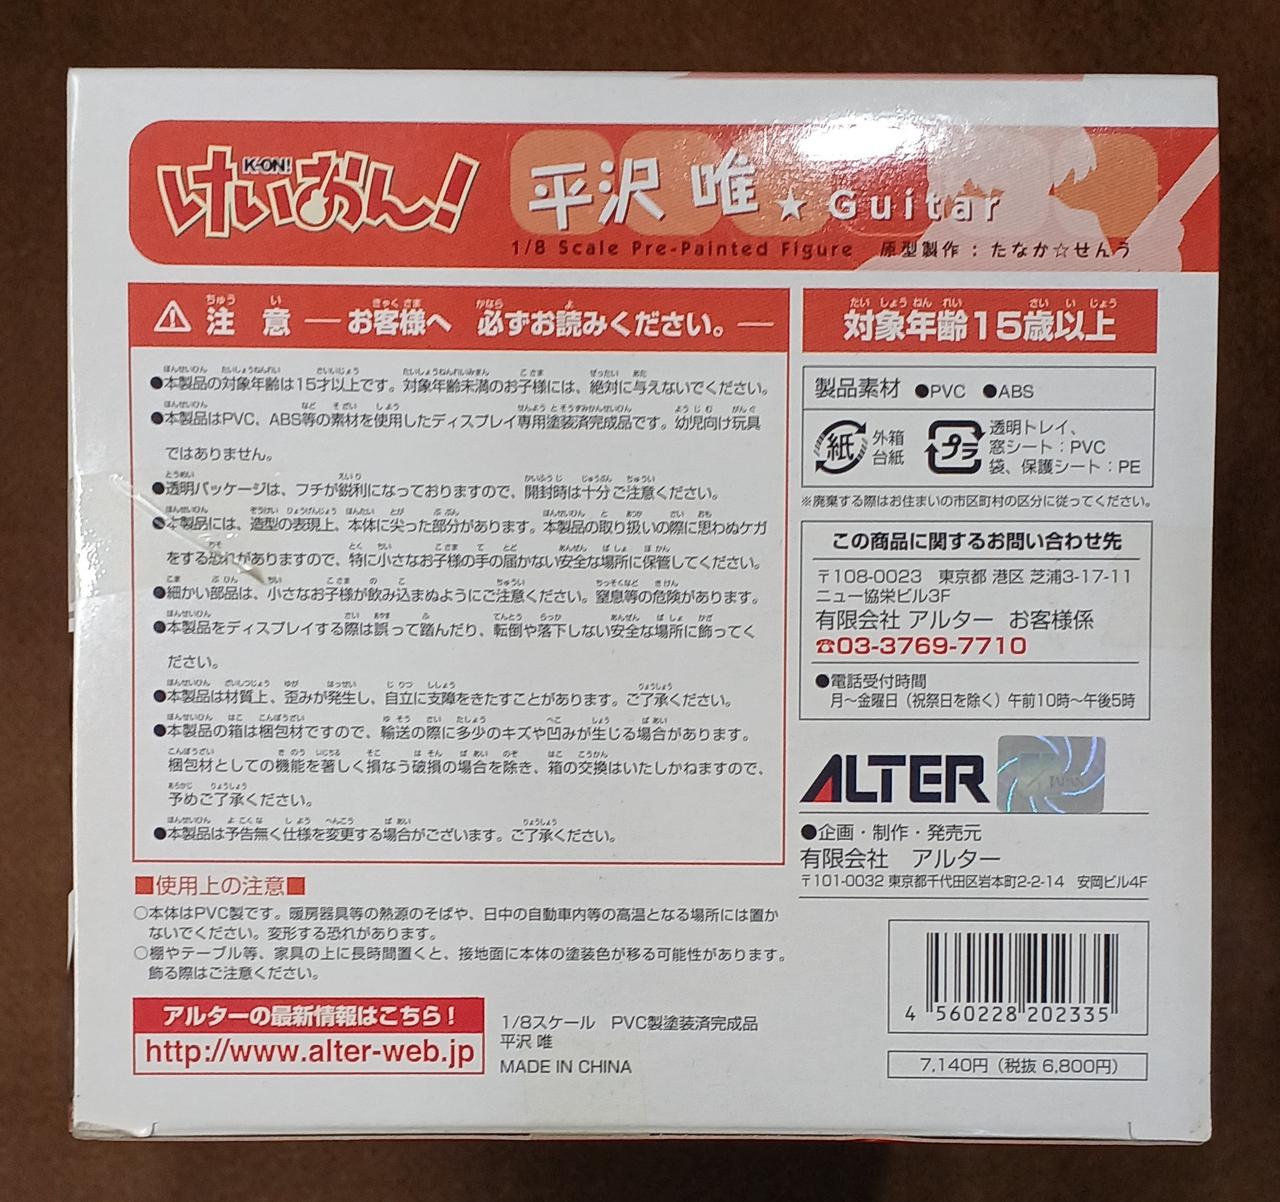 けいおん!
K-ON!
平沢 唯★Guitar
1/8 Scale Pre-Painted Figure 原型製作：たなか☆せんう
⚠注 意 ― お客様へ 必ずお読みください。―
●本製品の対象年齢は15才以上です。対象年齢未満のお子様には、絶対に与えないでください。
●本製品はPVC、ABS等の素材を使用したディスプレイ専用塗装済完成品です。幼児向け玩具
ではありません。
●透明パッケージは、フチが鋭利になっておりますので、開封時は十分ご注意ください。
●本製品には、造型の表現上、本体に尖った部分があります。本製品の取り扱いの際に思わぬケガ
をする恐れがありますので、特に小さなお子様の手の届かない安全な場所に保管してください。
●細かい部品は、小さなお子様が飲み込まぬようにご注意ください。窒息等の危険があります。
●本製品をディスプレイする際は誤って踏んだり、転倒や落下しない安全な場所に飾ってく
ださい。
●本製品は材質上、歪みが発生し、自立に支障をきたすことがあります。ご了承ください。
●本製品の箱は梱包材ですので、輸送の際に多少のキズや凹みが生じる場合があります。
梱包材としての機能を著しく損なう破損の場合を除き、箱の交換はいたしかねますので、
予めご了承ください。
●本製品は予告無く仕様を変更する場合がございます。ご了承ください。
■使用上の注意■
○本体はPVC製です。暖房器具等の熱源のそばや、日中の自動車内等の高温となる場所には置か
ないでください。変形する恐れがあります。
○棚やテーブル等、家具の上に長時間置くと、接地面に本体の塗装色が移る可能性があります。
飾る際はご注意ください。
アルターの最新情報はこちら！
http://www.alter-web.jp
1/8スケール PVC製塗装済完成品
平沢 唯
MADE IN CHINA
対象年齢15歳以上
製品素材 ●PVC ●ABS
紙 外箱
台紙
プラ 透明トレイ、
窓シート：PVC
袋、保護シート：PE
※廃棄する際はお住まいの市区町村の区分に従ってください。
この商品に関するお問い合わせ先
〒108-0023 東京都 港区 芝浦3-17-11
ニュー協栄ビル3F
有限会社 アルター お客様係
☎03-3769-7710
●電話受付時間
月～金曜日（祝祭日を除く）午前10時～午後5時
ALTER
●企画・制作・発売元
有限会社 アルター
〒101-0032 東京都千代田区岩本町2-2-14 安岡ビル4F
4 560228 202335
7,140円（税抜 6,800円）